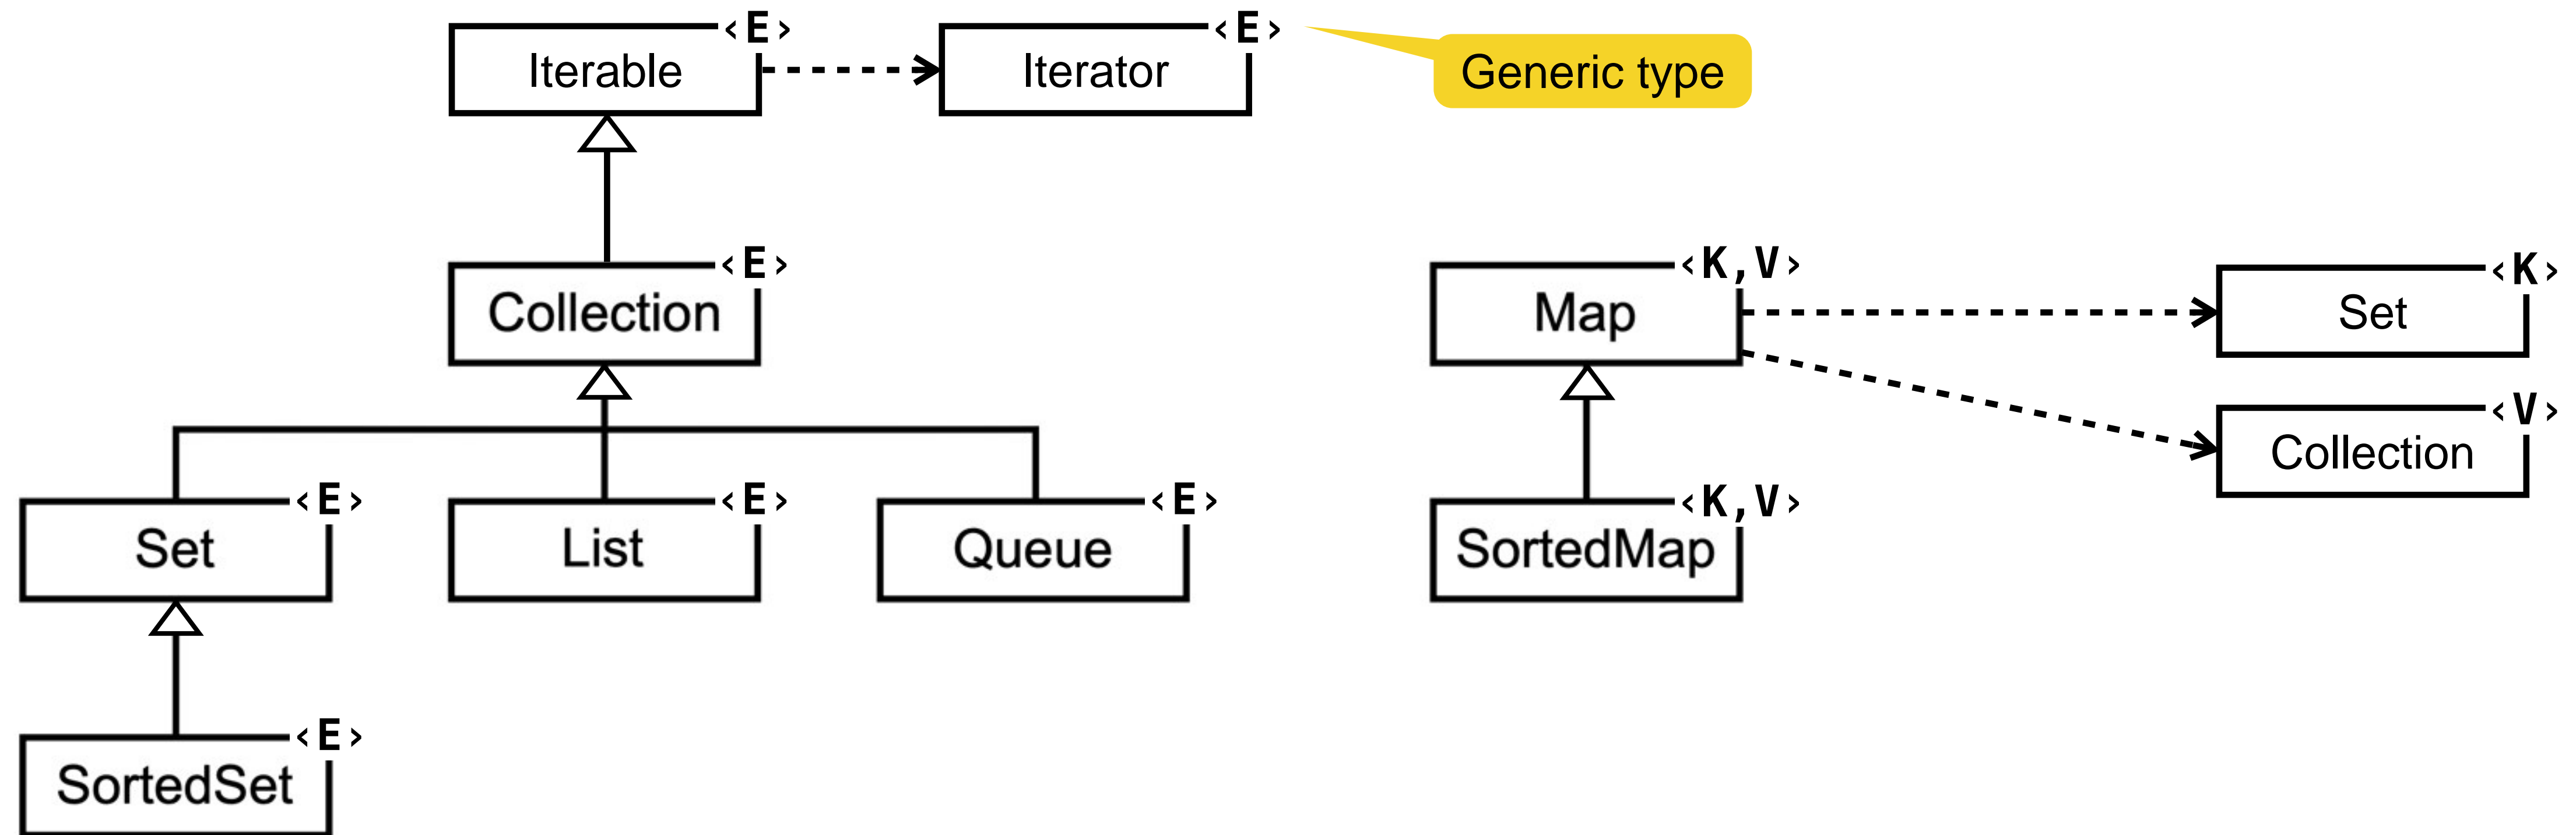 ‹E›
Iterable
‹E›
Iterator
Generic type
‹E›
Collection
‹K,V›
Map
‹K›
Set
‹V›
Collection
‹E›
Set
‹E›
List
‹E›
Queue
‹K,V›
SortedMap
‹E›
SortedSet